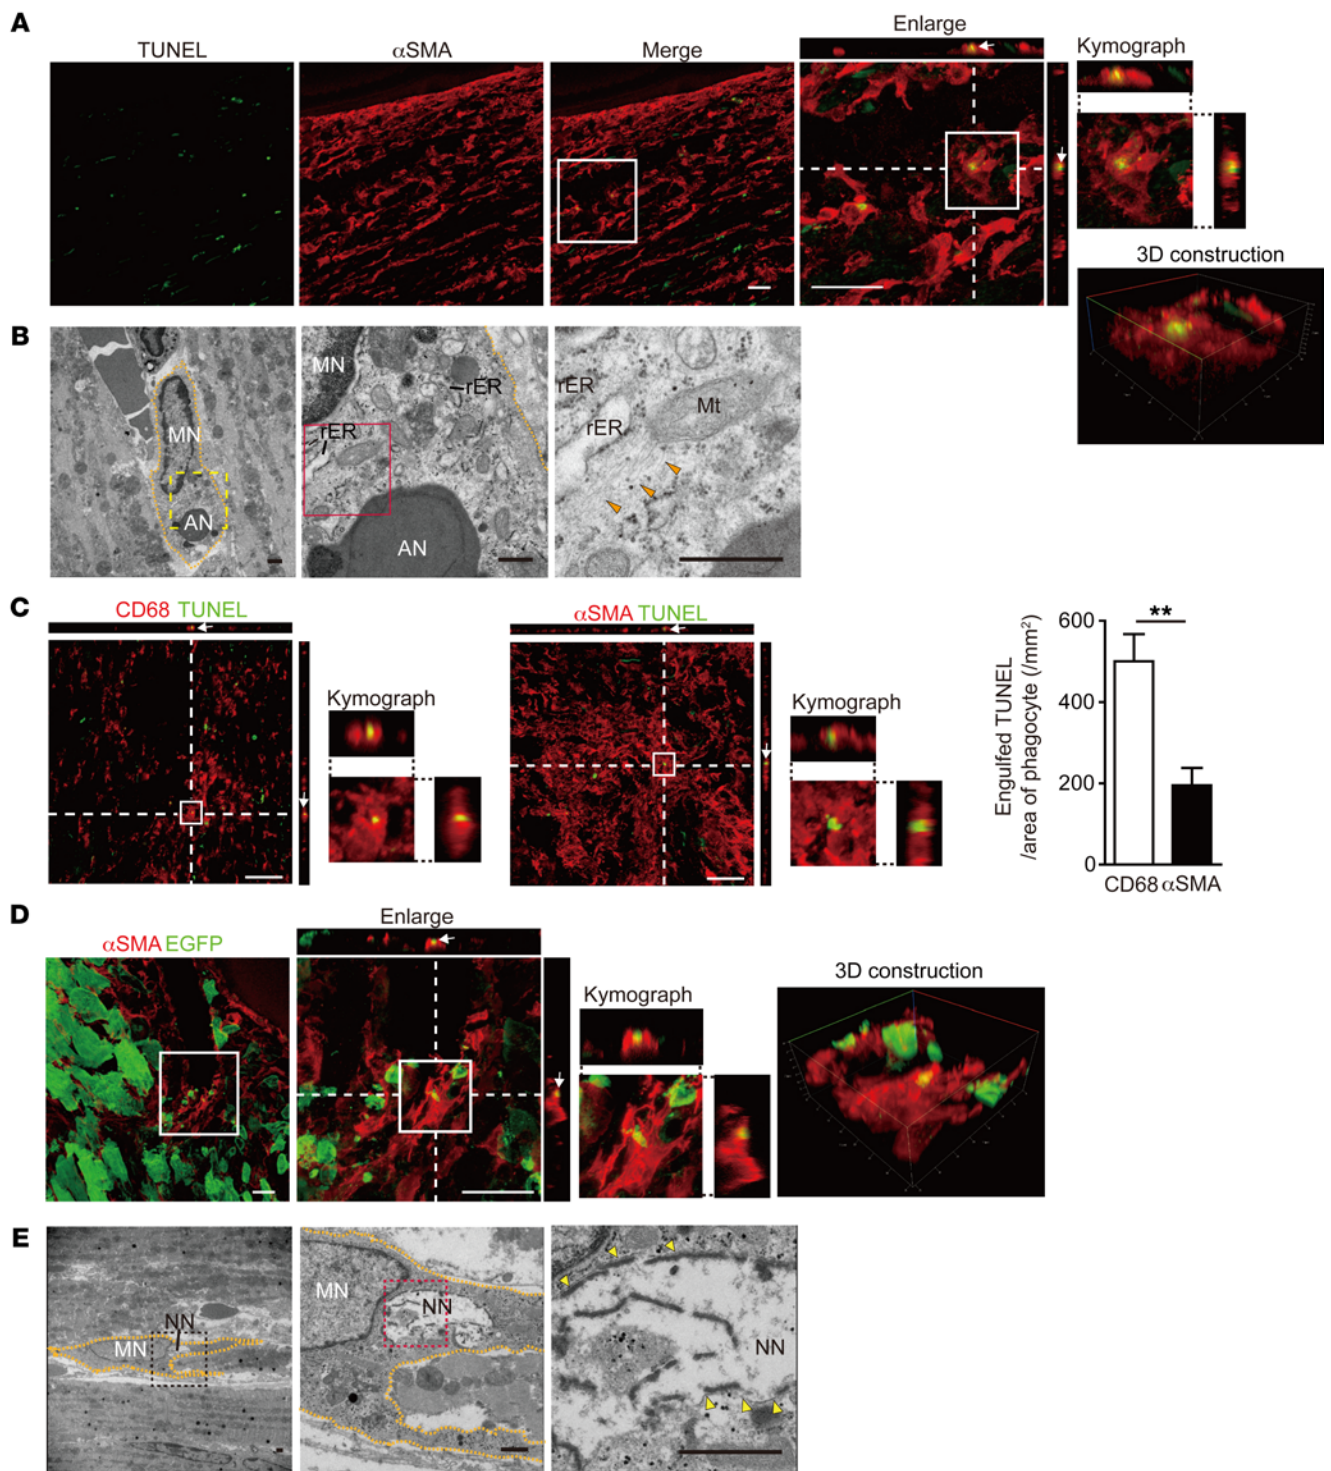 A
TUNEL
αSMA
Merge
Enlarge
Kymograph
3D construction
B
MN
AN
MN
rER
rER
AN
rER
rER
Mt
C
CD68 TUNEL
Kymograph
αSMA TUNEL
Kymograph
Engulfed TUNEL
/area of phagocyte (/mm²)
600
400
200
0
**
CD68 αSMA
D
αSMA EGFP
Enlarge
Kymograph
3D construction
E
NN
MN
MN
NN
NN